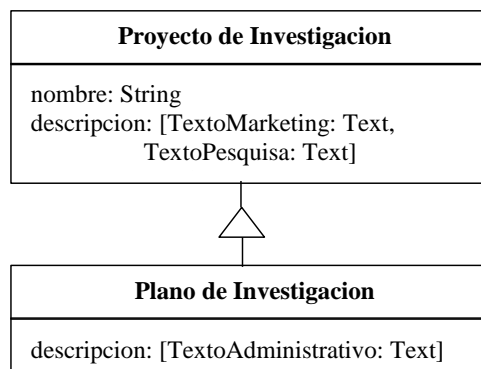 Proyecto de Investigacion
nombre: String
descripcion: [TextoMarketing: Text,
TextoPesquisa: Text]
Plano de Investigacion
descripcion: [TextoAdministrativo: Text]